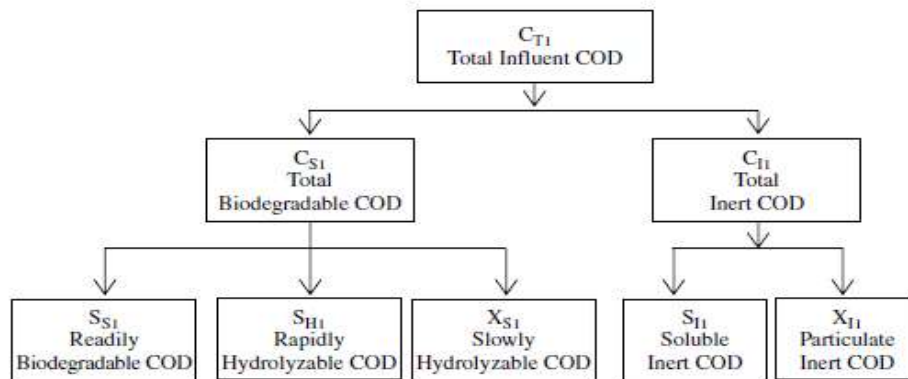 C_T1
Total Influent COD
C_S1
Total
Biodegradable COD
C_I1
Total
Inert COD
S_S1
Readily
Biodegradable COD
S_H1
Rapidly
Hydrolyzable COD
X_S1
Slowly
Hydrolyzable COD
S_I1
Soluble
Inert COD
X_I1
Particulate
Inert COD